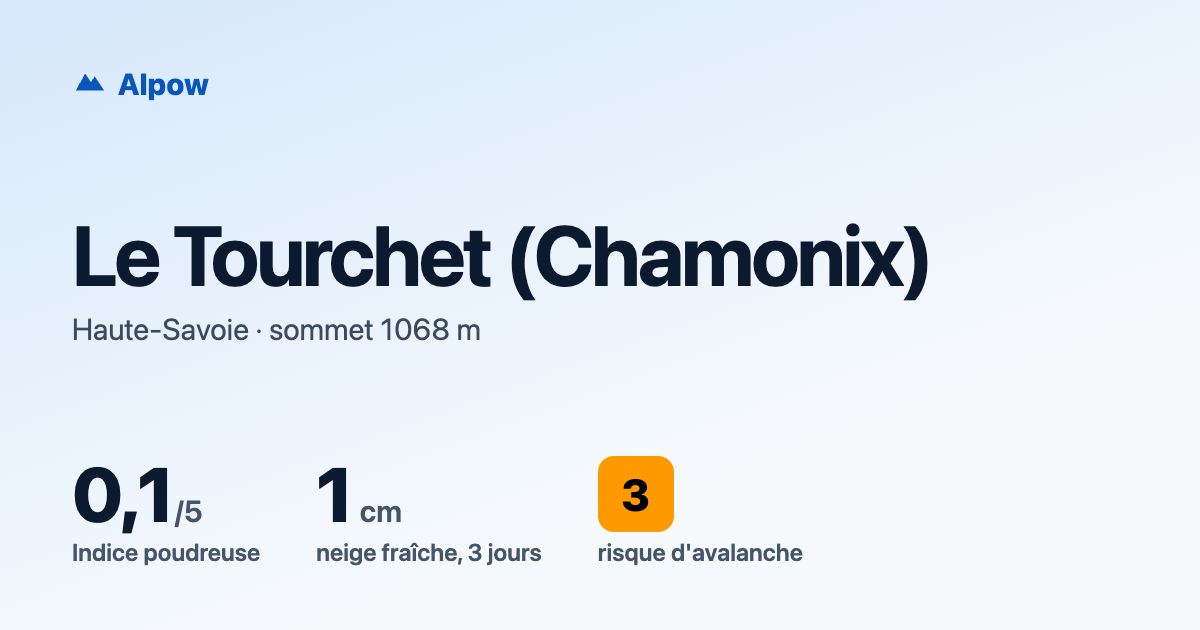 Alpow
Le Tourchet (Chamonix)
Haute-Savoie · sommet 1068 m
0,1/5
Indice poudreuse
1 cm
neige fraîche, 3 jours
3
risque d'avalanche